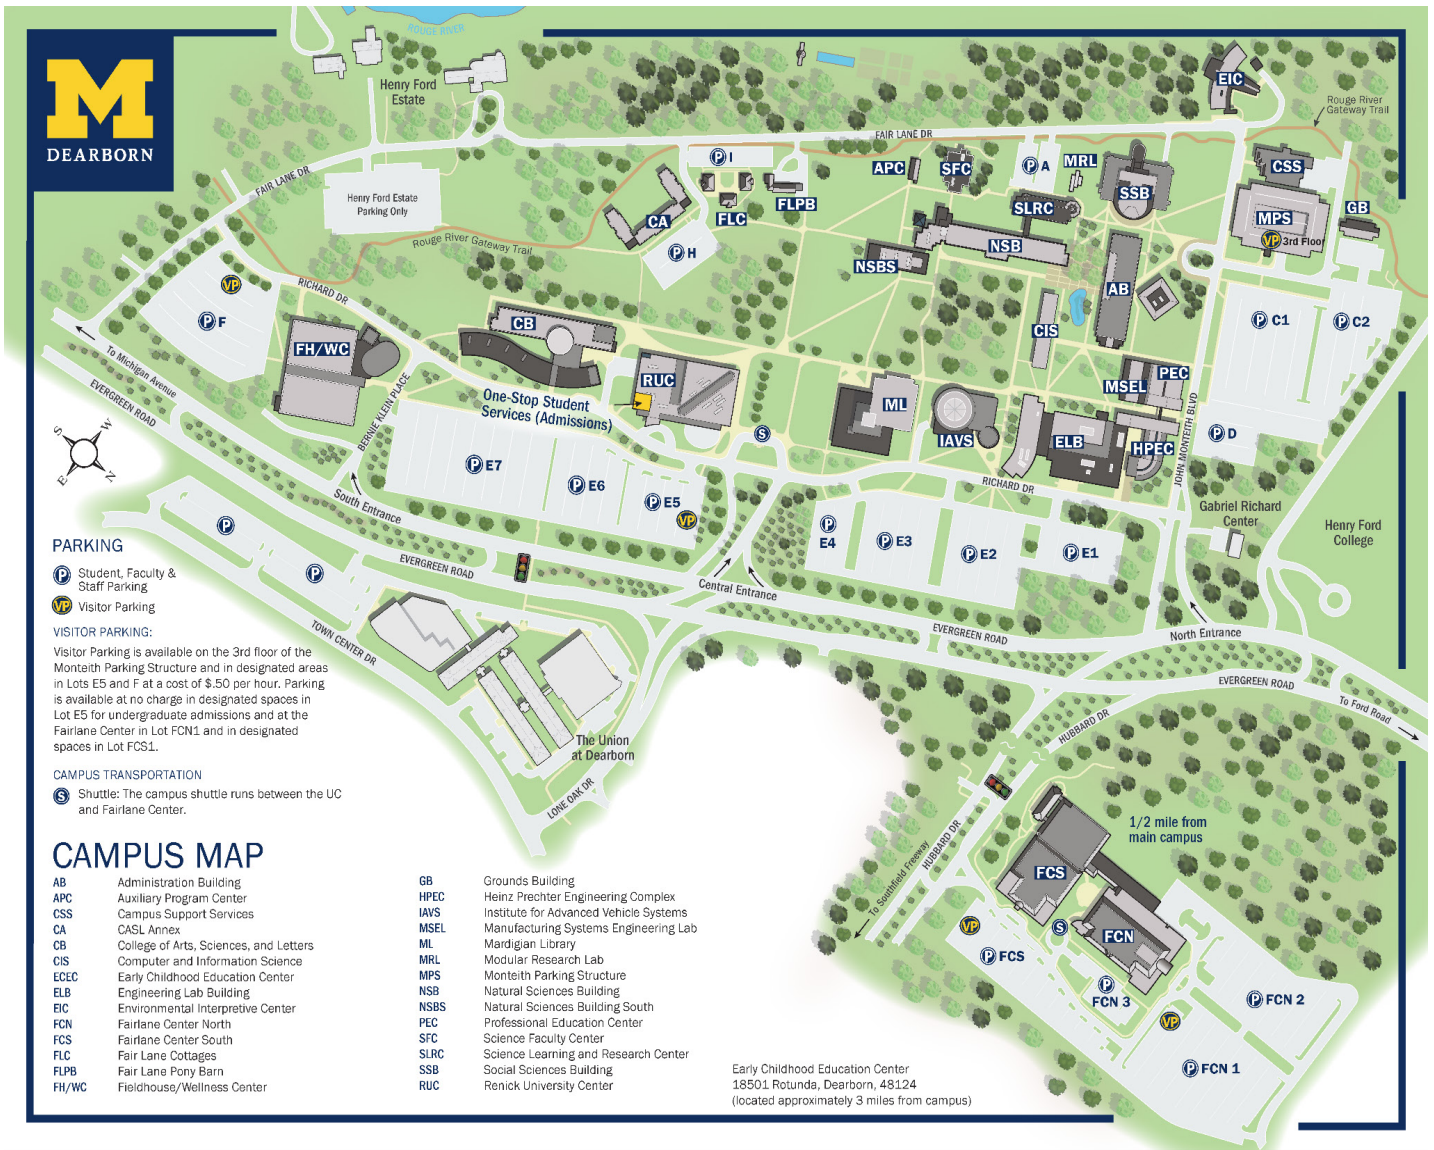 ROUGE RIVER
M
DEARBORN
Henry Ford
Estate
EIC
Rouge River
Gateway Trail
FAIR LANE DR
FAIR LANE DR
Henry Ford Estate
Parking Only
P I
APC
SFC
P A
MRL
CSS
SSB
FLPB
FLC
CA
SLRC
MPS
GB
VP 3rd Floor
Rouge River Gateway Trail
P H
NSB
NSBS
VP
RICHARD DR
AB
P F
CB
CIS
P C1
P C2
FH/WC
To Michigan Avenue
EVERGREEN ROAD
RUC
PEC
MSEL
BERNIE KLEIN PLACE
One-Stop Student
Services (Admissions)
ML
IAVS
ELB
HPEC
JOHN MONTEITH BLVD
P D
S
S
W
E
N
P E7
P E6
P E5
VP
South Entrance
RICHARD DR
Gabriel Richard
Center
Henry Ford
College
P
E4
P E3
P E2
P E1
P
P
EVERGREEN ROAD
Central Entrance
EVERGREEN ROAD
North Entrance
EVERGREEN ROAD
To Ford Road
TOWN CENTER DR
HUBBARD DR
The Union
at Dearborn
LONE OAK DR
HUBBARD DR
To Southfield Freeway
1/2 mile from
main campus
FCS
FCN
VP
S
P FCS
P
FCN 3
VP
P FCN 2
P FCN 1
PARKING
P Student, Faculty &
Staff Parking
VP Visitor Parking
VISITOR PARKING:
Visitor Parking is available on the 3rd floor of the
Monteith Parking Structure and in designated areas
in Lots E5 and F at a cost of $.50 per hour. Parking
is available at no charge in designated spaces in
Lot E5 for undergraduate admissions and at the
Fairlane Center in Lot FCN1 and in designated
spaces in Lot FCS1.
CAMPUS TRANSPORTATION
S Shuttle: The campus shuttle runs between the UC
and Fairlane Center.
CAMPUS MAP
AB Administration Building
APC Auxiliary Program Center
CSS Campus Support Services
CA CASL Annex
CB College of Arts, Sciences, and Letters
CIS Computer and Information Science
ECEC Early Childhood Education Center
ELB Engineering Lab Building
EIC Environmental Interpretive Center
FCN Fairlane Center North
FCS Fairlane Center South
FLC Fair Lane Cottages
FLPB Fair Lane Pony Barn
FH/WC Fieldhouse/Wellness Center
GB Grounds Building
HPEC Heinz Prechter Engineering Complex
IAVS Institute for Advanced Vehicle Systems
MSEL Manufacturing Systems Engineering Lab
ML Mardigian Library
MRL Modular Research Lab
MPS Monteith Parking Structure
NSB Natural Sciences Building
NSBS Natural Sciences Building South
PEC Professional Education Center
SFC Science Faculty Center
SLRC Science Learning and Research Center
SSB Social Sciences Building
RUC Renick University Center
Early Childhood Education Center
18501 Rotunda, Dearborn, 48124
(located approximately 3 miles from campus)